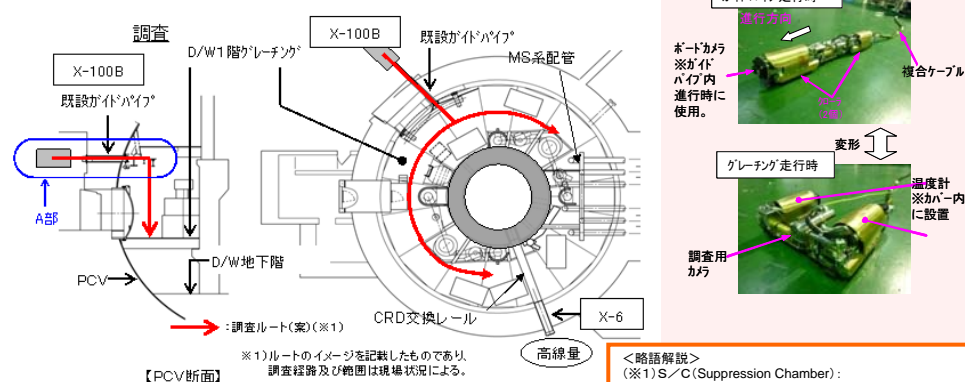 調査
X-100B
既設ガイドパイプ
A部
PCV
D/W1階グレーチング
D/W地下階
:調査ルート(案)(※1)
【PCV断面】
X-100B
既設ガイドパイプ
MS系配管
CRD交換レール
X-6
高線量
※1)ルートのイメージを記載したものであり、
調査経路及び範囲は現場状況による。
進行方向
ボードカメラ
※ガイド
パイプ内
進行時に
使用。
複合ケーブル
変形
グレーチング走行時
温度計
※カバー内
に設置
調査用
カメラ
<略語解説>
(※1)S/C(Suppression Chamber):